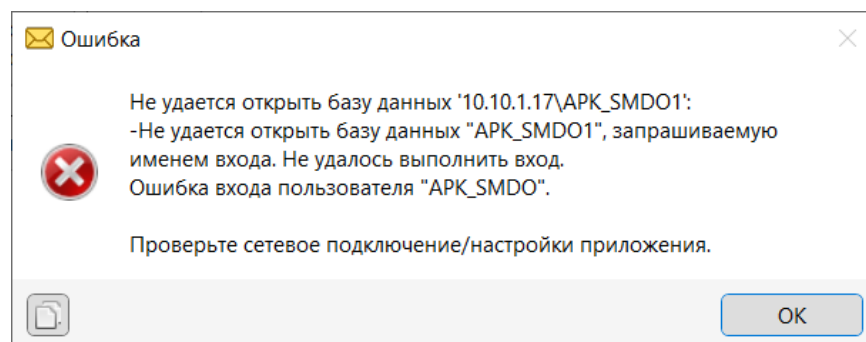 Ошибка
Не удается открыть базу данных '10.10.1.17\APK_SMDO1':
-Не удается открыть базу данных "APK_SMDO1", запрашиваемую
именем входа. Не удалось выполнить вход.
Ошибка входа пользователя "APK_SMDO".
Проверьте сетевое подключение/настройки приложения.
ОК